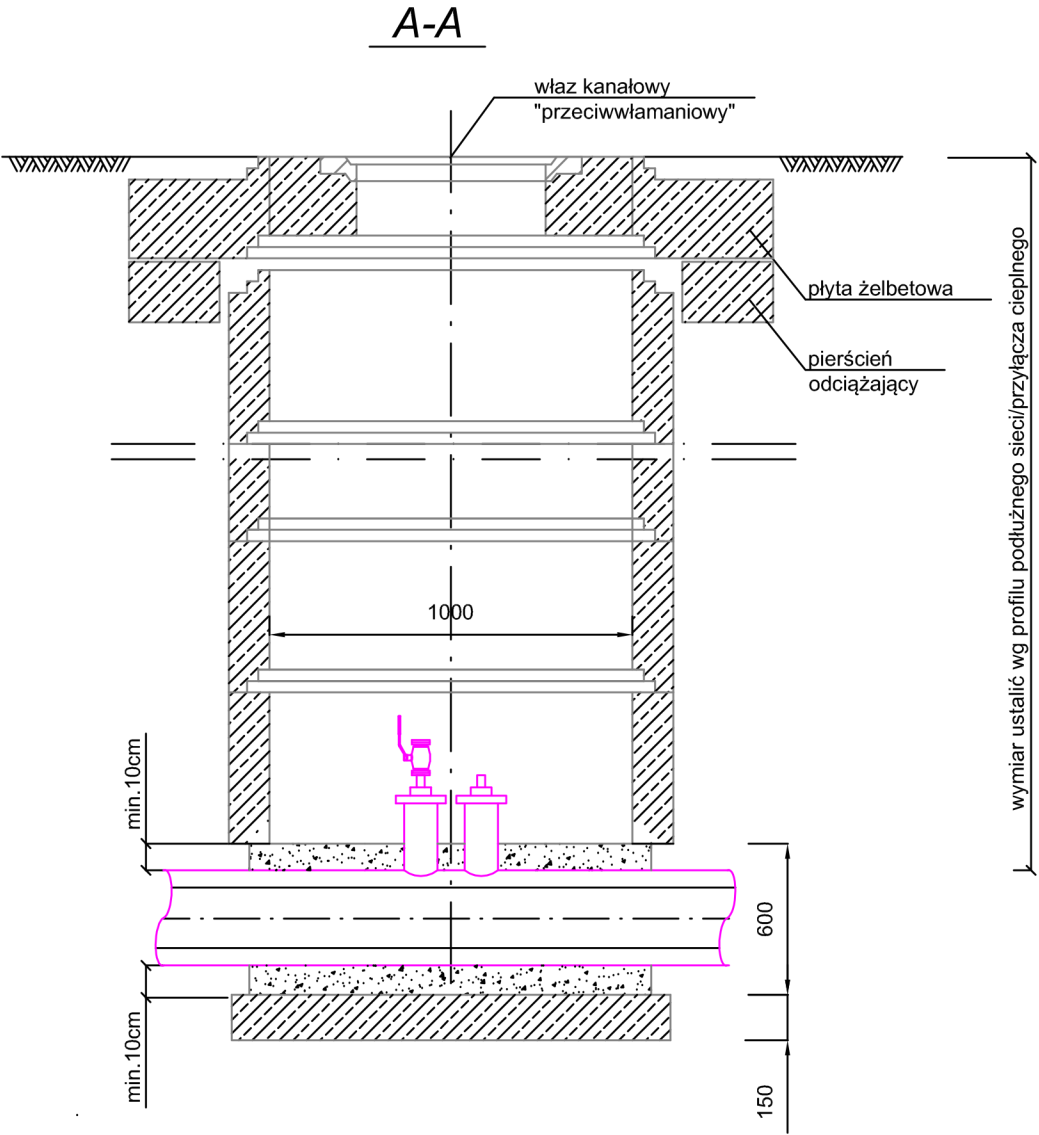 A-A
właz kanałowy
"przeciwwłamaniowy"
płyta żelbetowa
pierścień
odciążający
wymiar ustalić wg profilu podłużnego sieci/przyłącza cieplnego
1000
min.10cm
600
min.10cm
150